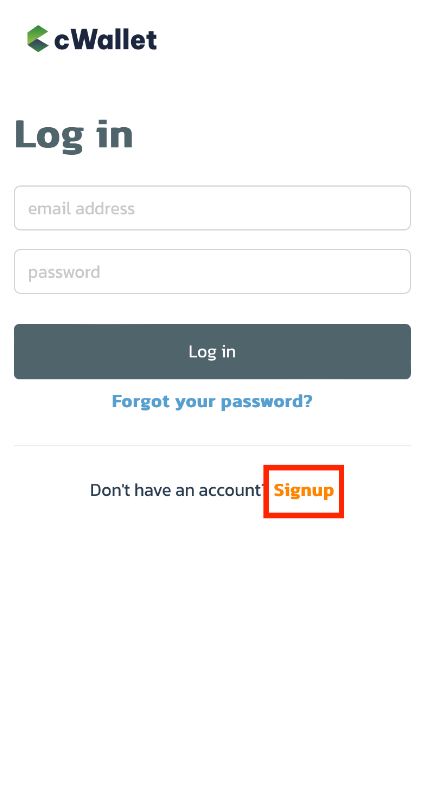 cWallet
Log in
email address
password
Log in
Forgot your password?
Don't have an account? Signup